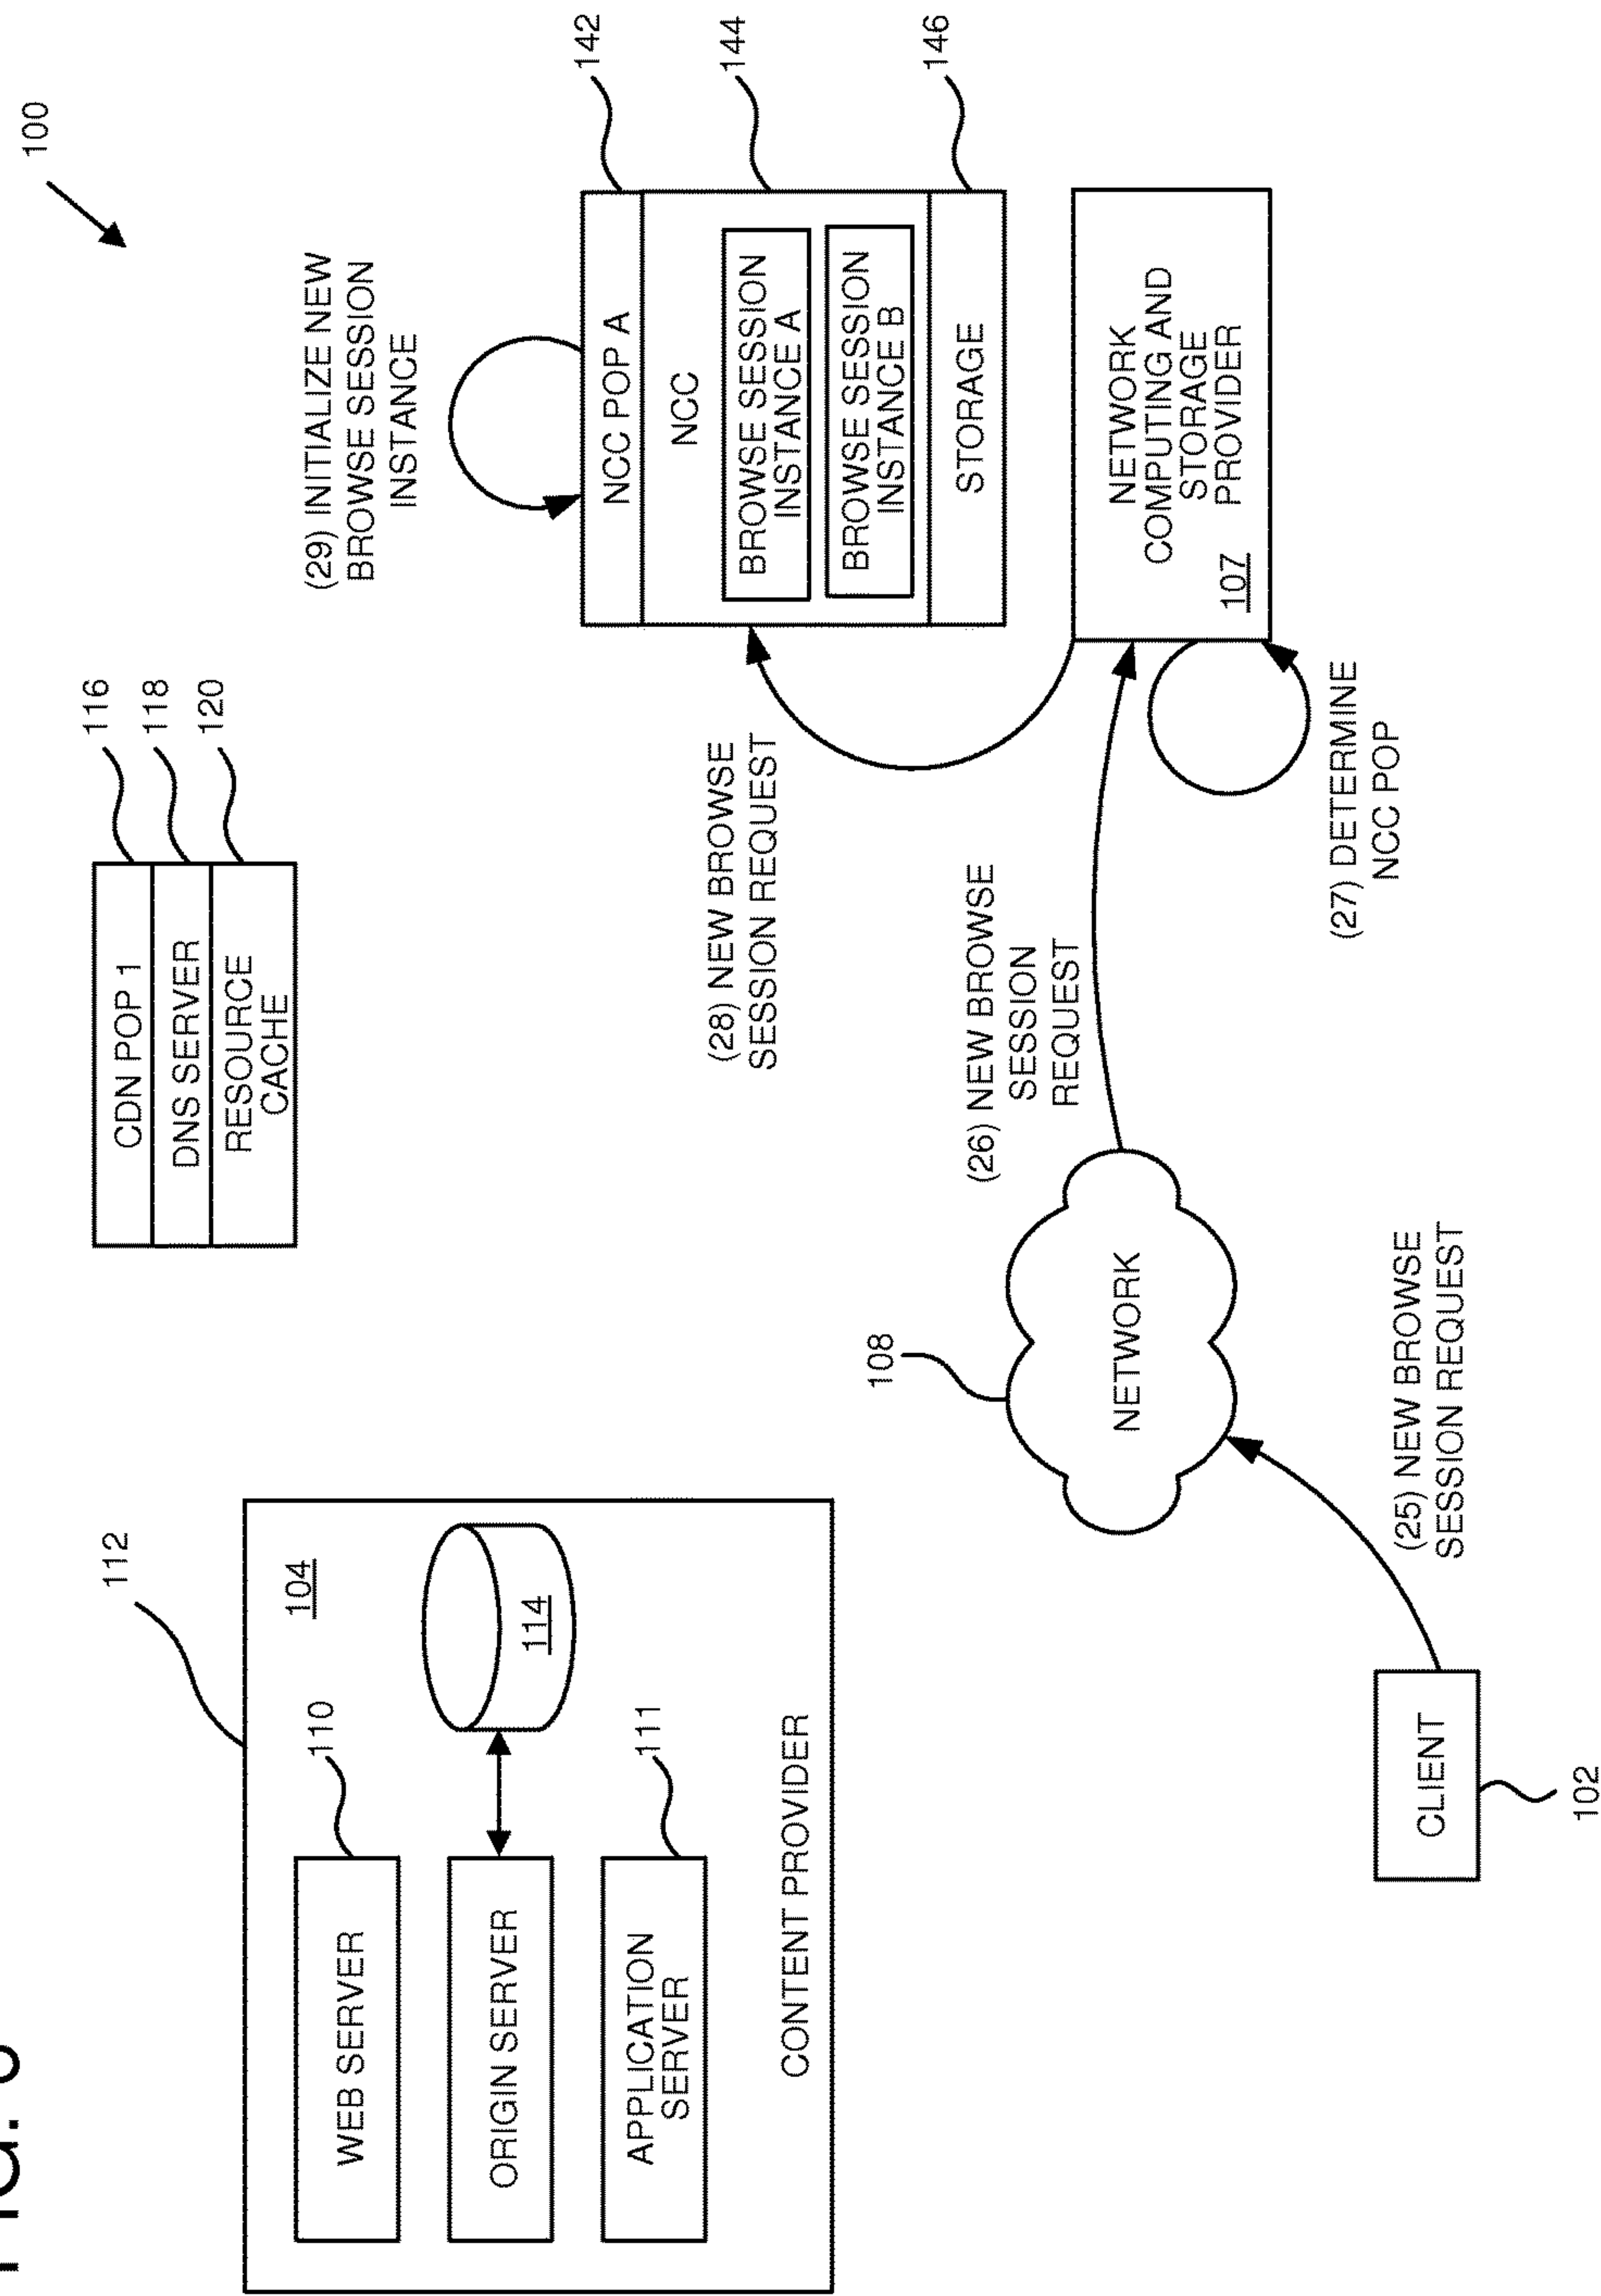 100
116
118
120
CDN POP 1
DNS SERVER
RESOURCE
CACHE
112
104
110
WEB SERVER
ORIGIN SERVER
114
111
APPLICATION
SERVER
CONTENT PROVIDER
(29) INITIALIZE NEW
BROWSE SESSION
INSTANCE
142
144
146
NCC POP A
NCC
BROWSE SESSION
INSTANCE A
BROWSE SESSION
INSTANCE B
STORAGE
(28) NEW BROWSE
SESSION REQUEST
NETWORK
COMPUTING AND
STORAGE
PROVIDER
107
(26) NEW BROWSE
SESSION
REQUEST
(27) DETERMINE
NCC POP
108
NETWORK
(25) NEW BROWSE
SESSION REQUEST
CLIENT
102